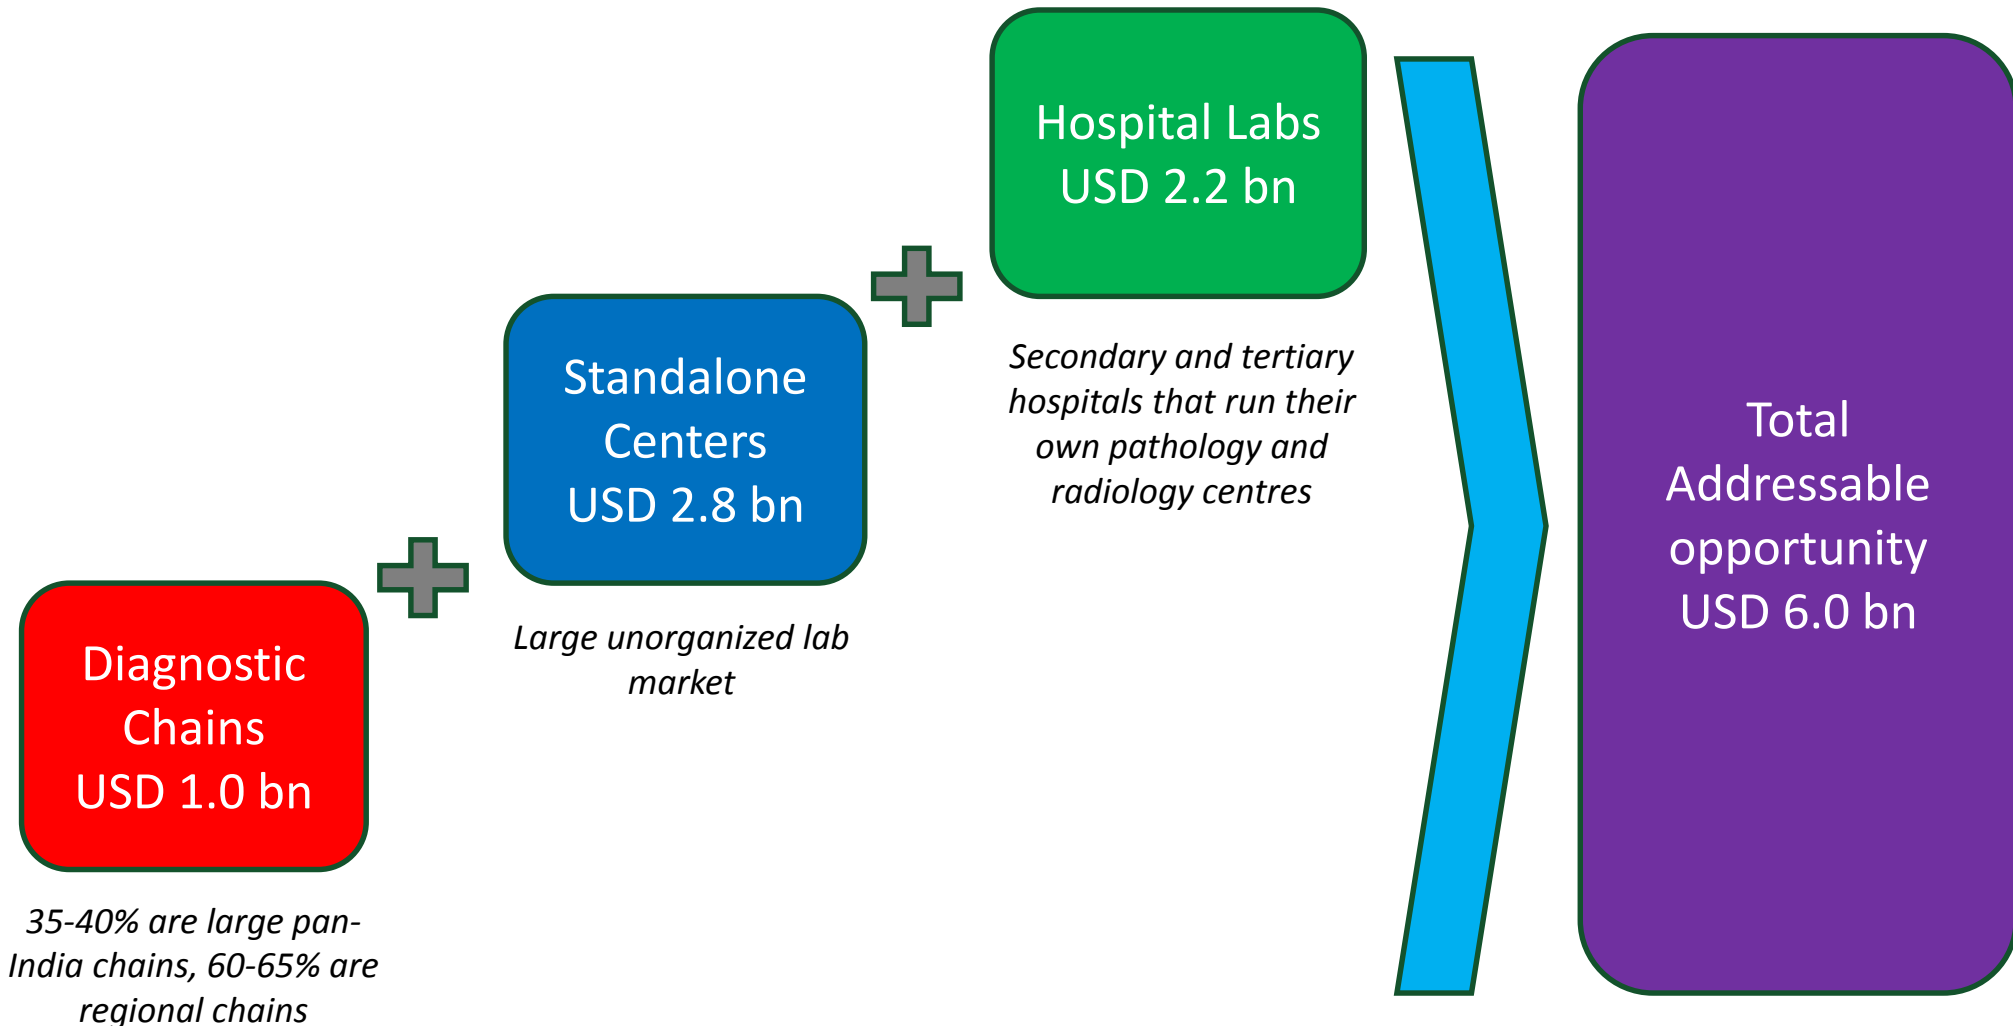 Hospital Labs
USD 2.2 bn
Secondary and tertiary
hospitals that run their
own pathology and
radiology centres
Standalone
Centers
USD 2.8 bn
Large unorganized lab
market
Diagnostic
Chains
USD 1.0 bn
35-40% are large pan-
India chains, 60-65% are
regional chains
Total
Addressable
opportunity
USD 6.0 bn